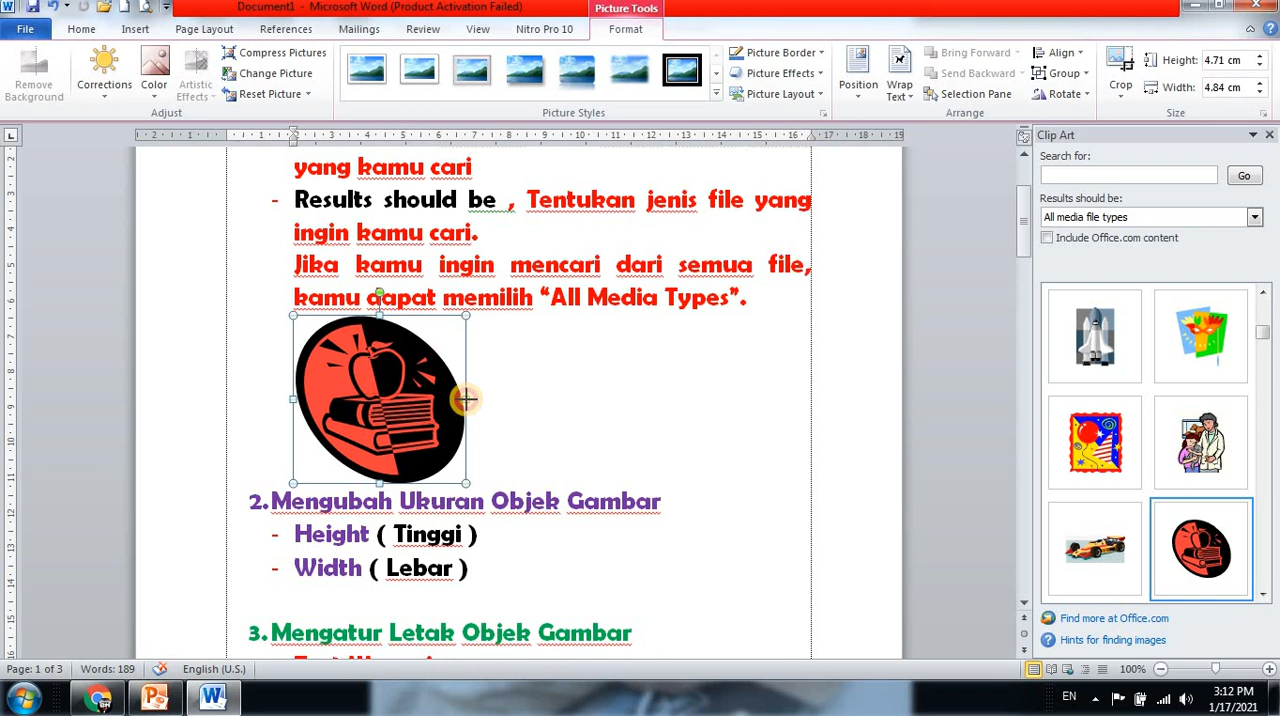 Document1 - Microsoft Word (Product Activation Failed)
Picture Tools
File
Home
Insert
Page Layout
References
Mailings
Review
View
Nitro Pro 10
Format
Remove Background
Corrections
Color
Artistic Effects
Compress Pictures
Change Picture
Reset Picture
Adjust
Picture Styles
Picture Border
Picture Effects
Picture Layout
Position
Wrap Text
Bring Forward
Send Backward
Selection Pane
Align
Group
Rotate
Arrange
Crop
Height: 4.71 cm
Width: 4.84 cm
Size
yang kamu cari
- Results should be , Tentukan jenis file yang
ingin kamu cari.
Jika kamu ingin mencari dari semua file,
kamu dapat memilih “All Media Types”.
2. Mengubah Ukuran Objek Gambar
- Height ( Tinggi )
- Width ( Lebar )
3. Mengatur Letak Objek Gambar
Clip Art
Search for:
Go
Results should be:
All media file types
Include Office.com content
Find more at Office.com
Hints for finding images
Page: 1 of 3
Words: 189
English (U.S.)
100%
EN
3:12 PM
1/17/2021